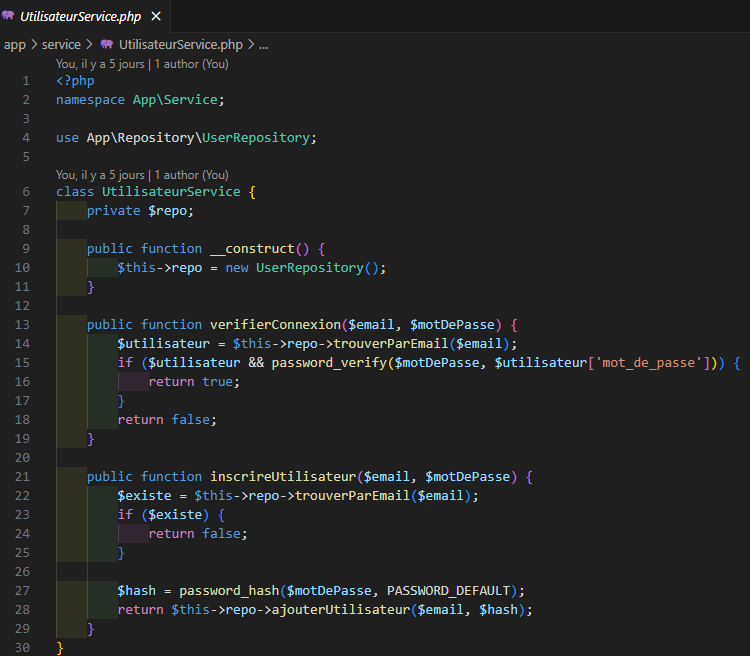 UtilisateurService.php ×
app > service > UtilisateurService.php > ...
You, il y a 5 jours | 1 author (You)
1 <?php
2 namespace App\Service;
3
4 use App\Repository\UserRepository;
5
You, il y a 5 jours | 1 author (You)
6 class UtilisateurService {
7     private $repo;
8
9     public function __construct() {
10         $this->repo = new UserRepository();
11     }
12
13     public function verifierConnexion($email, $motDePasse) {
14         $utilisateur = $this->repo->trouverParEmail($email);
15         if ($utilisateur && password_verify($motDePasse, $utilisateur['mot_de_passe'])) {
16             return true;
17         }
18         return false;
19     }
20
21     public function inscrireUtilisateur($email, $motDePasse) {
22         $existe = $this->repo->trouverParEmail($email);
23         if ($existe) {
24             return false;
25         }
26
27         $hash = password_hash($motDePasse, PASSWORD_DEFAULT);
28         return $this->repo->ajouterUtilisateur($email, $hash);
29     }
30 }